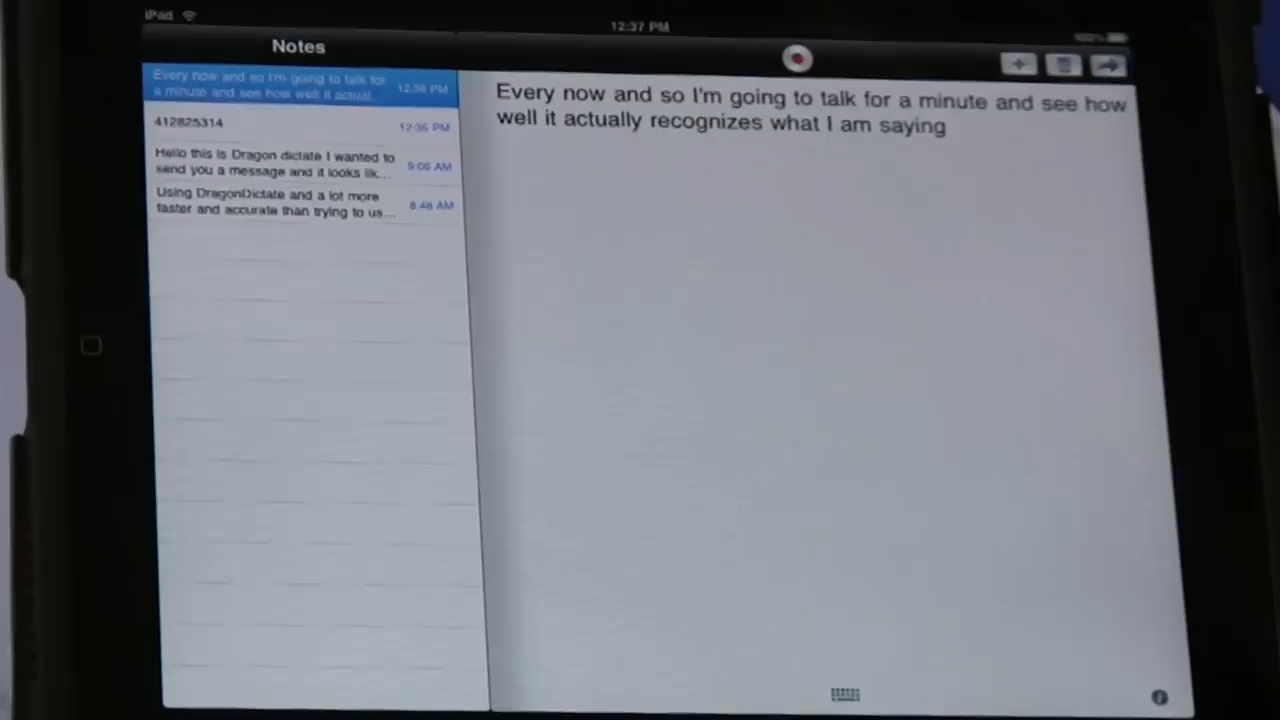 iPad
12:37 PM
Notes
Every now and so I'm going to talk for
a minute and see how well it actual...
12:36 PM
412825314
12:35 PM
Hello this is Dragon dictate I wanted to
send you a message and it looks lik...
9:06 AM
Using DragonDictate and a lot more
faster and accurate than trying to us...
8:48 AM
Every now and so I'm going to talk for a minute and see how
well it actually recognizes what I am saying